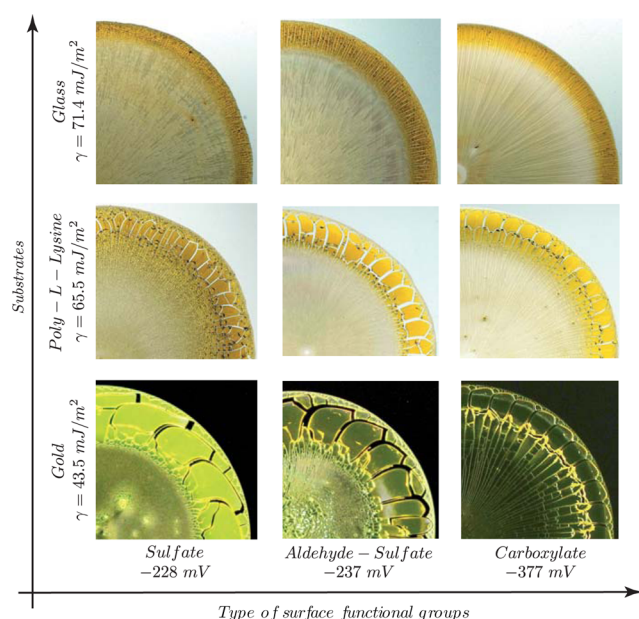 Substrates
Glass
γ = 71.4 mJ/m²
Poly − L − Lysine
γ = 65.5 mJ/m²
Gold
γ = 43.5 mJ/m²
Sulfate
−228 mV
Aldehyde − Sulfate
−237 mV
Carboxylate
−377 mV
Type of surface functional groups